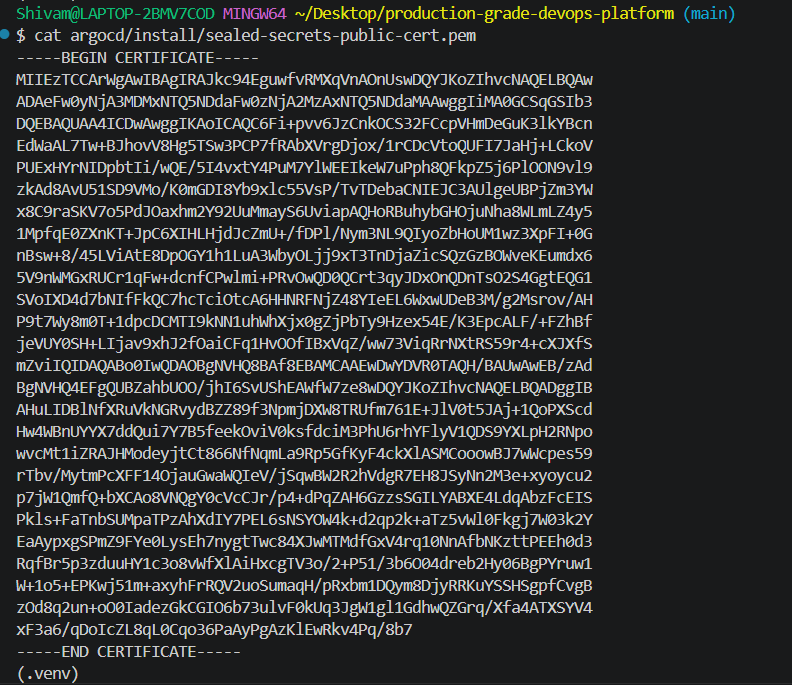 Shivam@LAPTOP-2BMV7COD MINGW64 ~/Desktop/production-grade-devops-platform (main)
$ cat argocd/install/sealed-secrets-public-cert.pem
-----BEGIN CERTIFICATE-----
MIIEzTCCArWgAwIBAgIRAJkc94EguwfvRMXqVnAOnUswDQYJKoZIhvcNAQELBQAw
ADAeFw0yNjA3MDMxNTQ5NDdaFw0zNjA2MzAxNTQ5NDdaMAAwggIiMA0GCSqGSIb3
DQEBAQUAA4ICDwAwggIKAoICAQC6Fi+pvv6JzCnkOCS32FCcpVHmDeGuK3lkYBcn
EdWaAL7Tw+BJhovV8Hg5TSw3PCP7fRAbXVrgDjox/1rCDcVtoQUFI7JaHj+LCkoV
PUExHYrNIDpbtIi/wQE/5I4vxtY4PuM7YlWEEIkeW7uPph8QFkpZ5j6PlOON9vl9
zkAd8AvU51SD9VMo/K0mGDI8Yb9xlc55VsP/TvTDebaCNIEJC3AUlgeUBPjZm3YW
x8C9raSKV7o5PdJOaxhm2Y92UuMmayS6UviapAQHoRBuhybGHOjuNha8WLmLZ4y5
1MpfqE0ZXnKT+JpC6XIHLHjdJcZmU+/fDPl/Nym3NL9QIyoZbHoUM1wz3XpFI+0G
nBsw+8/45LViAtE8DpOGY1h1LuA3WbyOLjj9xT3TnDjaZicSQzGzBOWveKEumdx6
5V9nWMGxRUCr1qFw+dcnfCPwlmi+PRvOwQD0QCrt3qyJDxOnQDnTsO2S4GgtEQG1
SVoIXD4d7bNIfFkQC7hcTciOtcA6HHNRFNjZ48YIeEL6WxwUDeB3M/g2Msrov/AH
P9t7Wy8m0T+1dpcDCMTI9kNN1uhWhXjx0gZjPbTy9Hzex54E/K3EpcALF/+FZhBf
jeVUY0SH+LIjav9xhJ2fOaiCFq1HvOOfIBxVqZ/ww73ViqRrNXtRS59r4+cXJXfS
mZviIQIDAQABo0IwQDAOBgNVHQ8BAf8EBAMCAAEwDwYDVR0TAQH/BAUwAwEB/zAd
BgNVHQ4EFgQUBZahbUOO/jhI6SvUShEAWfW7ze8wDQYJKoZIhvcNAQELBQADggIB
AHuLIDBlNfXRuVkNGRvydBZZ89f3NpmjDXW8TRUfm761E+JlV0t5JAj+1QoPXScd
Hw4WBnUYYX7ddQui7Y7B5feekOviV0ksfdciM3PhU6rhYFlyV1QDS9YXLpH2RNpo
wvcMt1iZRAJHModeyjtCt866NfNqmLa9Rp5GfKyF4ckXlASMCooowBJ7wWcpes59
rTbv/MytmPcXFF14OjauGwaWQIeV/jSqwBW2R2hVdgR7EH8JSyNn2M3e+xyoycu2
p7jW1QmfQ+bXCAo8VNQgY0cVcCJr/p4+dPqZAH6GzzsSGILYABXE4LdqAbzFcEIS
Pkls+FaTnbSUMpaTPzAhXdIY7PEL6sNSYOW4k+d2qp2k+aTz5vWl0Fkgj7W03k2Y
EaAypxgSPmZ9FYe0LysEh7nygtTwc84XJwMTMdfGxV4rq10NnAfbNKzttPEEh0d3
RqfBr5p3zduuHY1c3o8vWfXlAiHxcgTV3o/2+P51/3b6O04dreb2Hy06BgPYruw1
W+1o5+EPKwj51m+axyhFrRQV2uoSumaqH/pRxbm1DQym8DjyRRKuYSSHSgpfCvgB
zOd8q2un+oO0IadezGkCGIO6b73ulvF0kUq3JgW1gl1GdhwQZGrq/Xfa4ATXSYV4
xF3a6/qDoIcZL8qL0Cqo36PaAyPgAzKlEwRkv4Pq/8b7
-----END CERTIFICATE-----
(.venv)